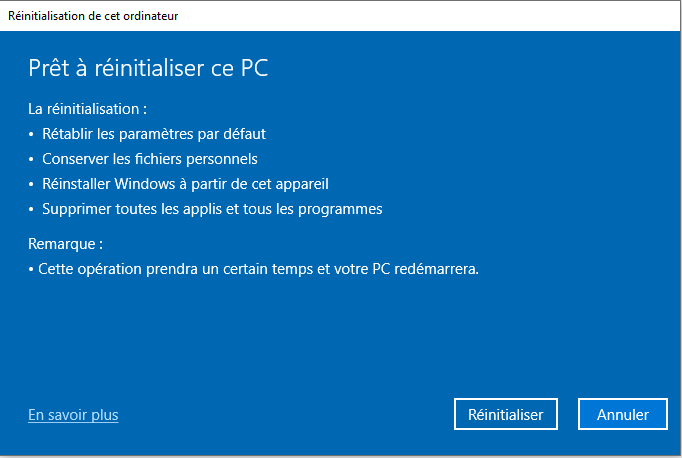 Réinitialisation de cet ordinateur
Prêt à réinitialiser ce PC
La réinitialisation :
• Rétablir les paramètres par défaut
• Conserver les fichiers personnels
• Réinstaller Windows à partir de cet appareil
• Supprimer toutes les applis et tous les programmes
Remarque :
• Cette opération prendra un certain temps et votre PC redémarrera.
En savoir plus
Réinitialiser
Annuler